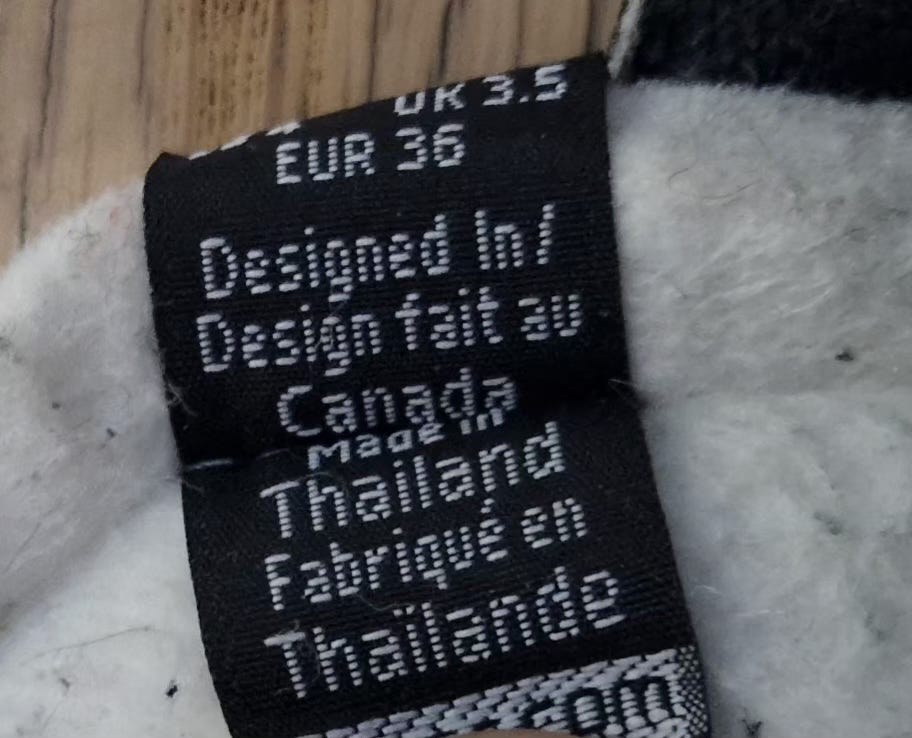 UK 3.5
EUR 36
Designed in/
Design fait au
Canada
Made in
Thailand
Fabriqué en
Thaïlande